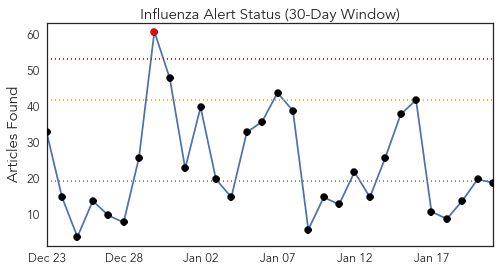 Influenza Alert Status (30-Day Window)
Articles Found
60
50
40
30
20
10
Dec 23 Dec 28 Jan 02 Jan 07 Jan 12 Jan 17